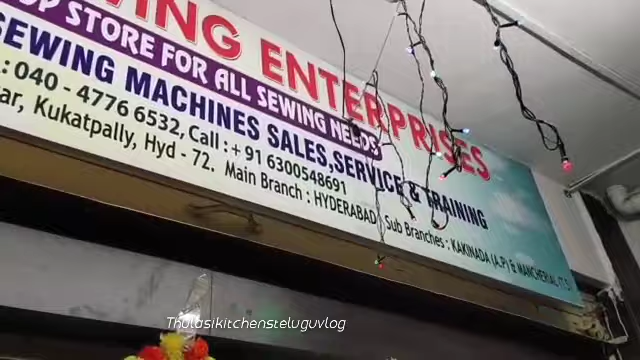 WING ENTERPRISES
OP STORE FOR ALL SEWING NEEDS
SEWING MACHINES SALES,SERVICE & TRAINING
: 040 - 4776 6532, Call : + 91 6300548691
ar, Kukatpally, Hyd - 72. Main Branch : HYDERABAD Sub Branches : KAKINADA (A.P) & MANCHERIAL (T.S)
Thulasikitchensteluguvlog